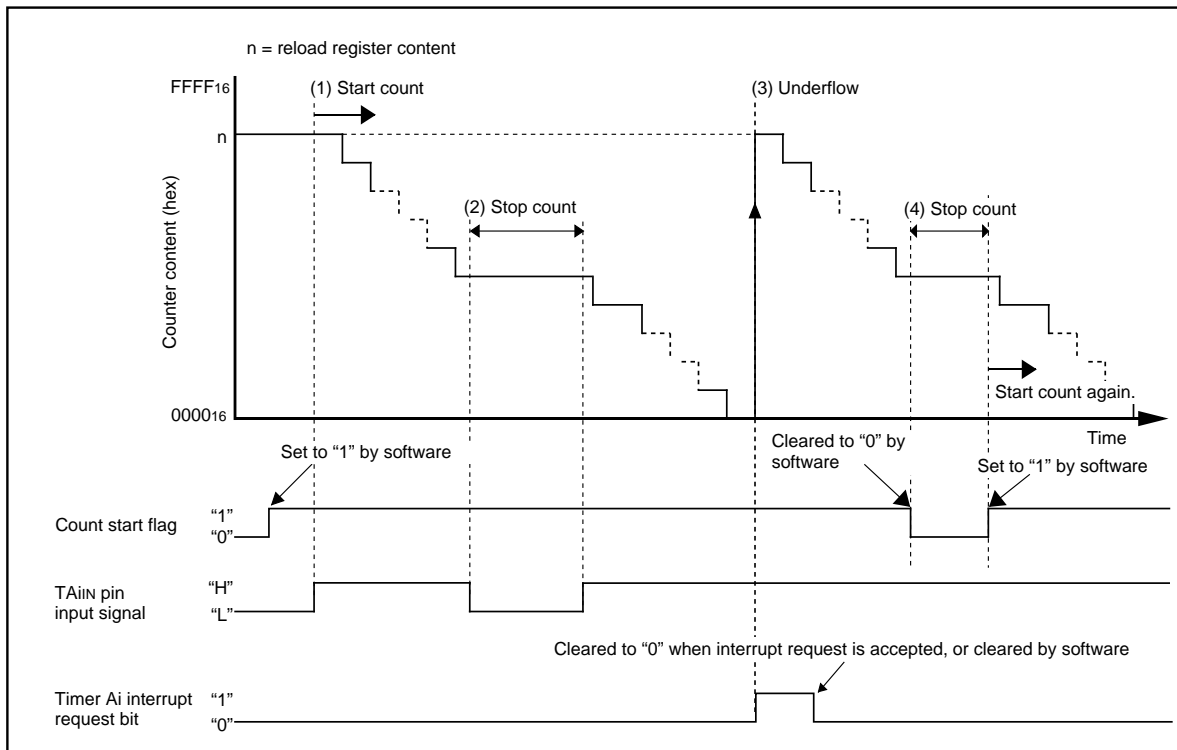 n = reload register content
FFFF16
(1) Start count
(3) Underflow
n
Counter content (hex)
(2) Stop count
(4) Stop count
Start count again.
000016
Time
Set to “1” by software
Cleared to “0” by
software
Set to “1” by software
Count start flag
“1”
“0”
TAiIN pin
input signal
“H”
“L”
Cleared to “0” when interrupt request is accepted, or cleared by software
Timer Ai interrupt
request bit
“1”
“0”